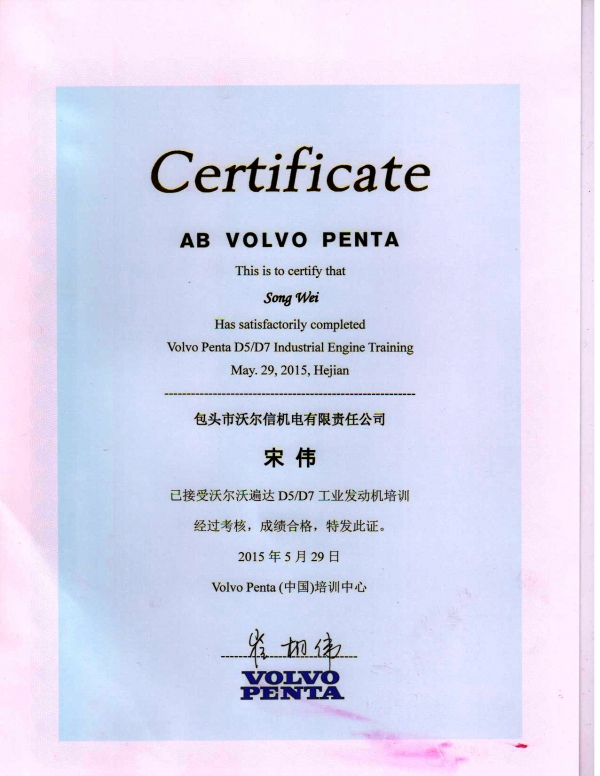 Certificate
AB VOLVO PENTA
This is to certify that
Song Wei
Has satisfactorily completed
Volvo Penta D5/D7 Industrial Engine Training
May. 29, 2015, Hejian
包头市沃尔信机电有限责任公司
宋 伟
已接受沃尔沃遍达 D5/D7 工业发动机培训
经过考核，成绩合格，特发此证。
2015 年 5 月 29 日
Volvo Penta (中国)培训中心
VOLVO
PENTA